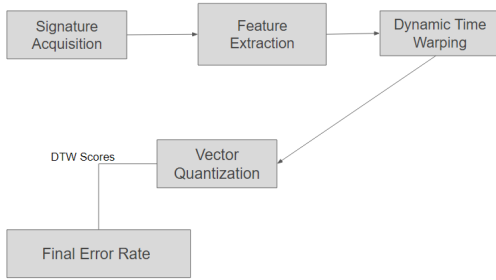 Signature
Acquisition
Feature
Extraction
Dynamic Time
Warping
Vector
Quantization
DTW Scores
Final Error Rate